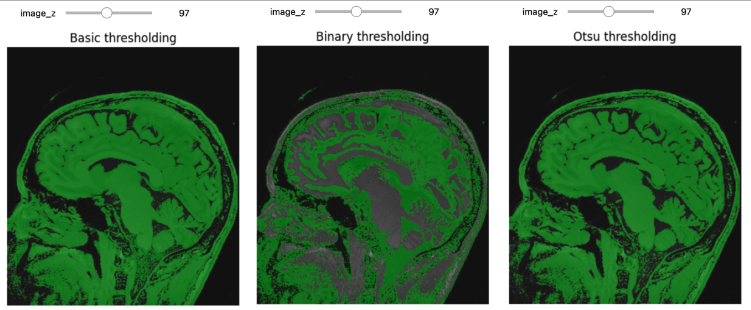 image_z 97
image_z 97
image_z 97
Basic thresholding
Binary thresholding
Otsu thresholding